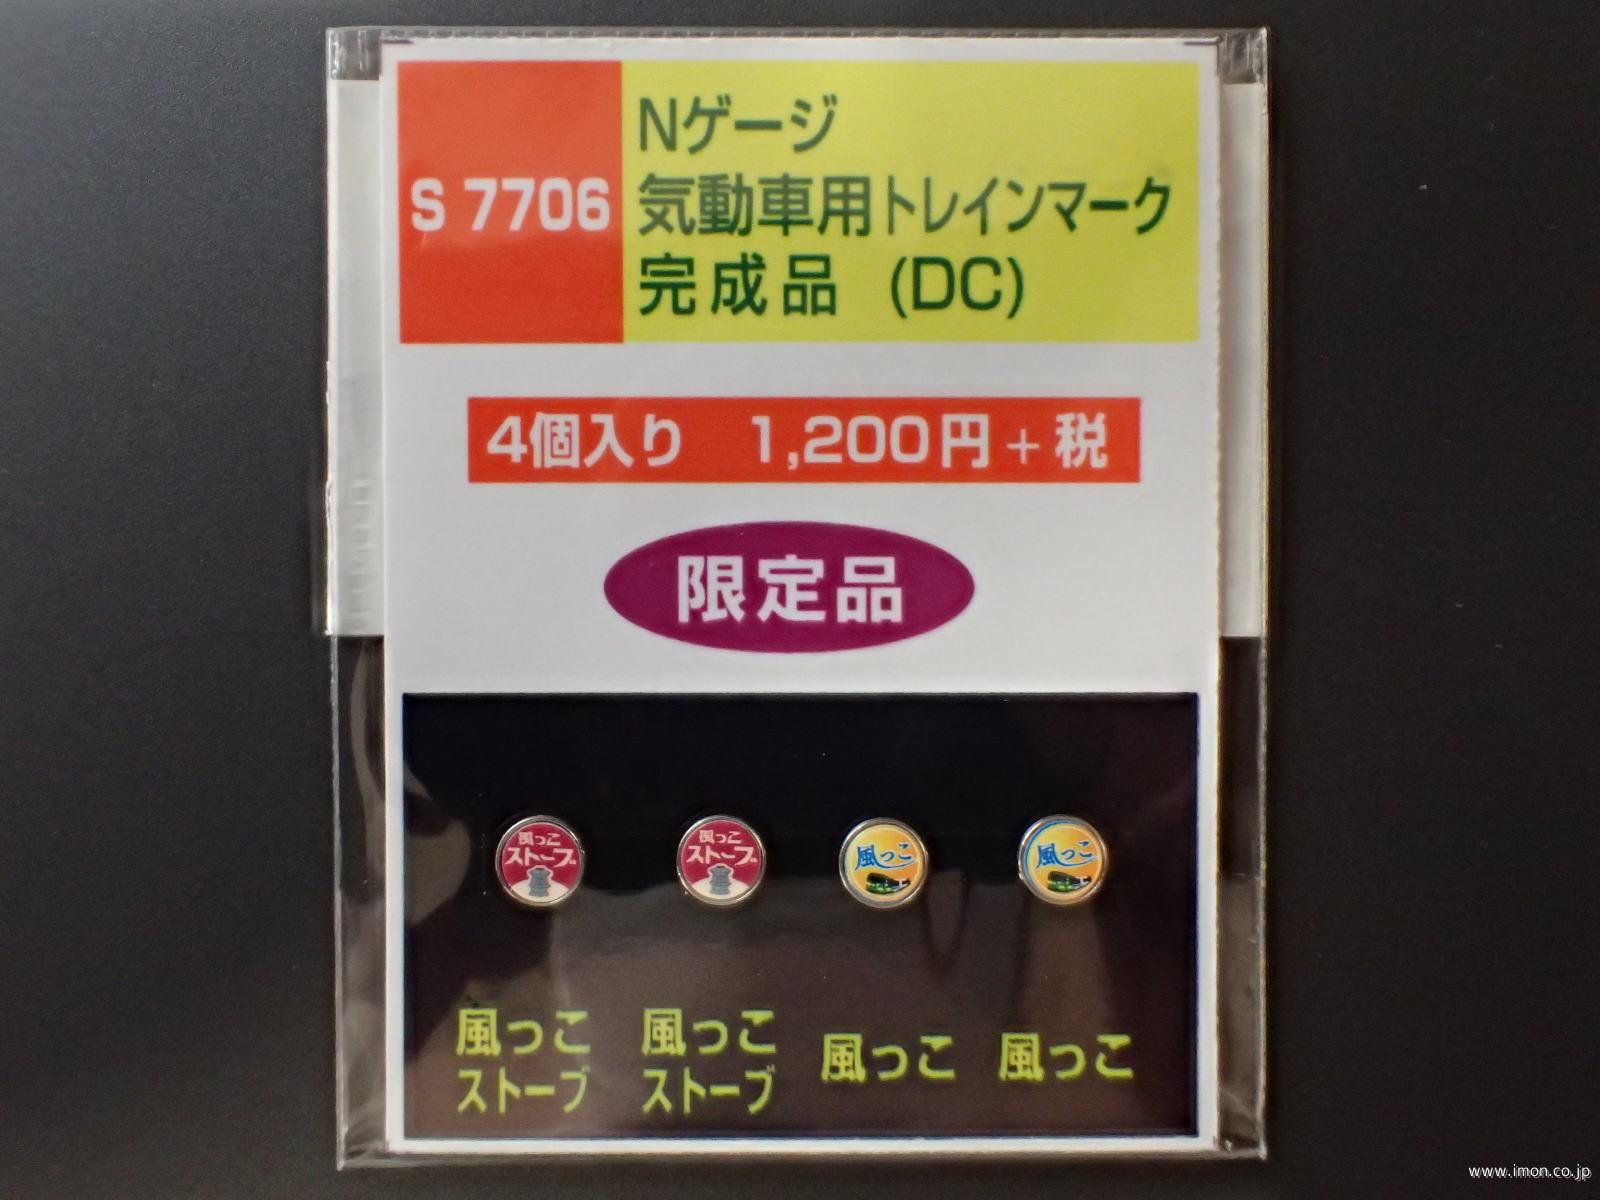 S 7706
Nゲージ
気動車用トレインマーク
完成品 (DC)
4個入り 1,200円+税
限定品
風っこ
ストーブ
風っこ
ストーブ
風っこ
風っこ
風っこ
ストーブ
風っこ
ストーブ
風っこ
風っこ
www.imon.co.jp